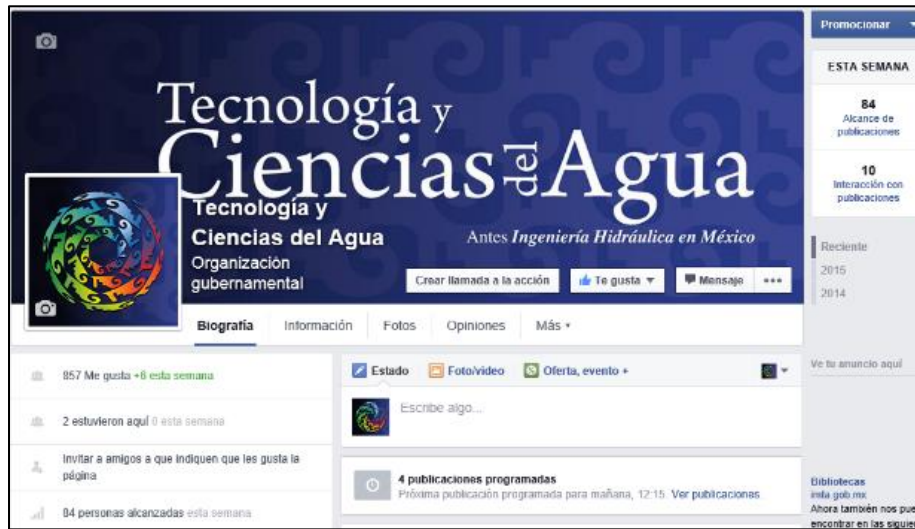 Tecnología y
Ciencias del Agua
Antes Ingeniería Hidráulica en México
Tecnología y
Ciencias del Agua
Organización
gubernamental
Crear llamada a la acción
Te gusta
Mensaje
Biografía Información Fotos Opiniones Más
857 Me gusta +6 esta semana
2 estuvieron aquí 0 esta semana
Invitar a amigos a que indiquen que les gusta la
página
84 personas alcanzadas esta semana
Estado Foto/video Oferta, evento +
Escribe algo...
4 publicaciones programadas
Próxima publicación programada para mañana, 12:15. Ver publicaciones
Promocionar
ESTA SEMANA
84
Alcance de
publicaciones
10
Interacción con
publicaciones
Reciente
2015
2014
Ve tu anuncio aquí
Bibliotecas
imta.gob.mx
Ahora también nos pue
encontrar en las siguie